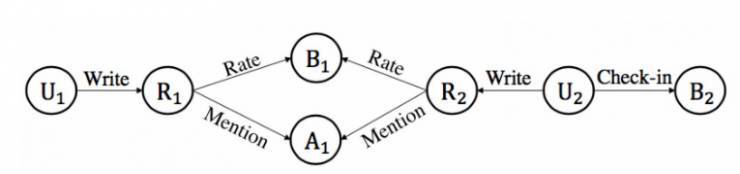 U1 Write R1 Rate B1 Rate R2 Write U2 Check-in B2
Mention A1 Mention